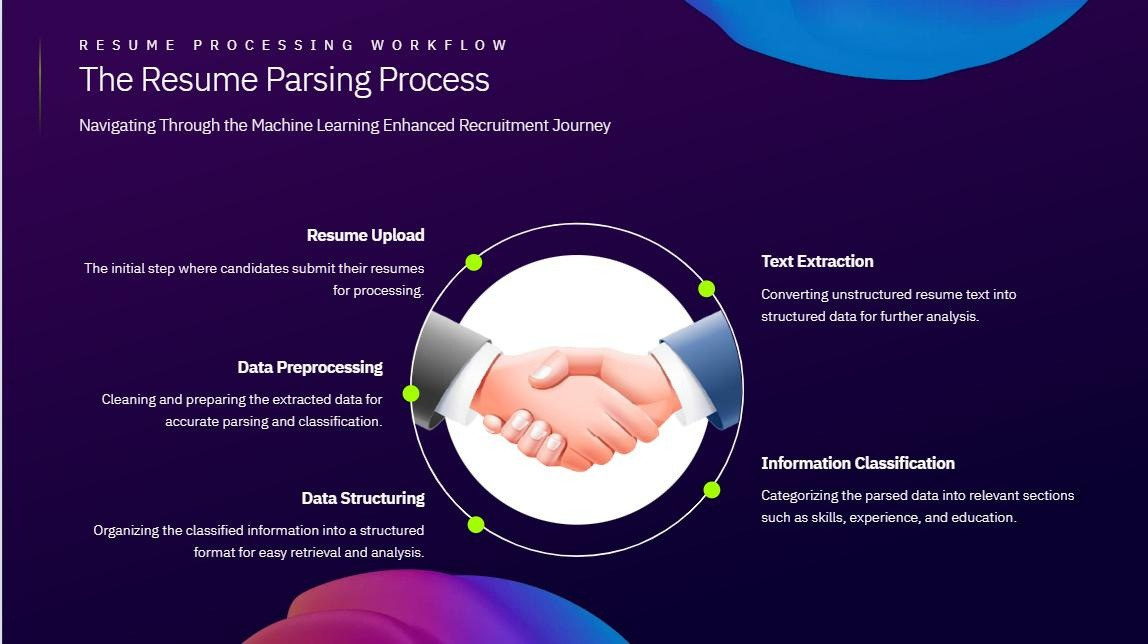 RESUME PROCESSING WORKFLOW
The Resume Parsing Process
Navigating Through the Machine Learning Enhanced Recruitment Journey
Resume Upload
The initial step where candidates submit their resumes
for processing.
Text Extraction
Converting unstructured resume text into
structured data for further analysis.
Data Preprocessing
Cleaning and preparing the extracted data for
accurate parsing and classification.
Information Classification
Categorizing the parsed data into relevant sections
such as skills, experience, and education.
Data Structuring
Organizing the classified information into a structured
format for easy retrieval and analysis.